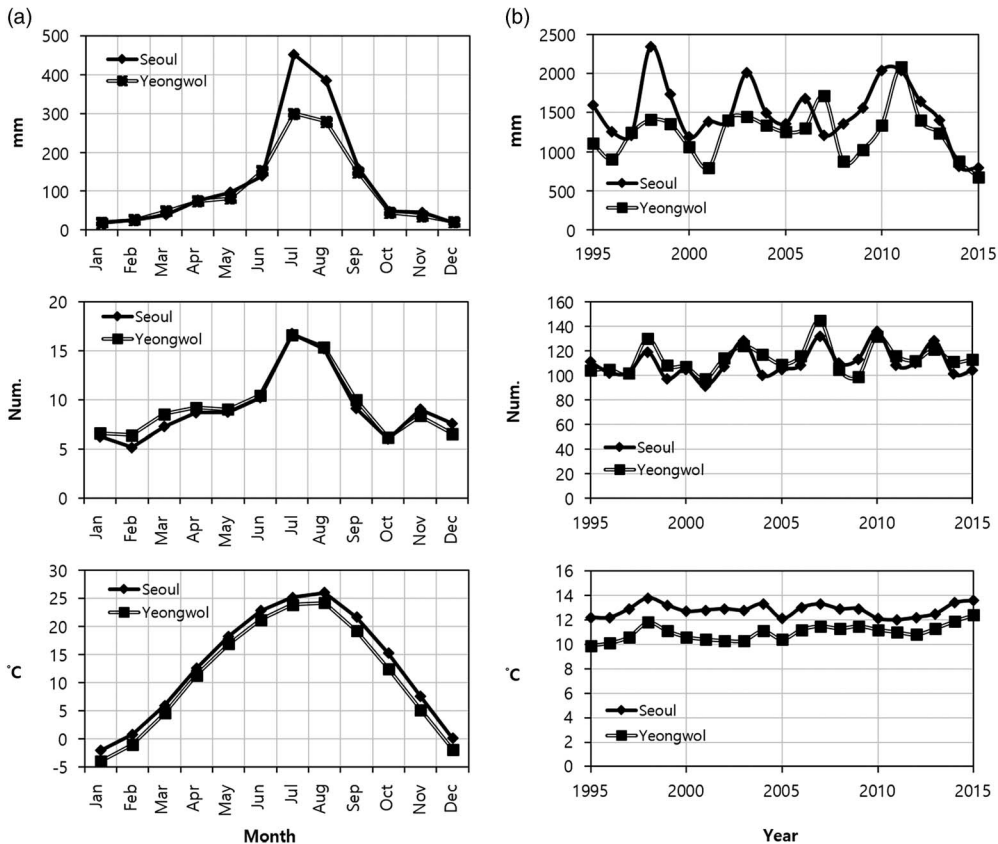 (a)
mm
500
400
300
200
100
0
Seoul
Yeongwol
Jan Feb Mar Apr May Jun Jul Aug Sep Oct Nov Dec
Num.
20
15
10
5
0
Seoul
Yeongwol
Jan Feb Mar Apr May Jun Jul Aug Sep Oct Nov Dec
°C
30
25
20
15
10
5
0
-5
Seoul
Yeongwol
Jan Feb Mar Apr May Jun Jul Aug Sep Oct Nov Dec
Month
(b)
mm
2500
2000
1500
1000
500
0
Seoul
Yeongwol
1995 2000 2005 2010 2015
Num.
160
140
120
100
80
60
40
20
0
Seoul
Yeongwol
1995 2000 2005 2010 2015
°C
16
14
12
10
8
6
4
2
0
Seoul
Yeongwol
1995 2000 2005 2010 2015
Year